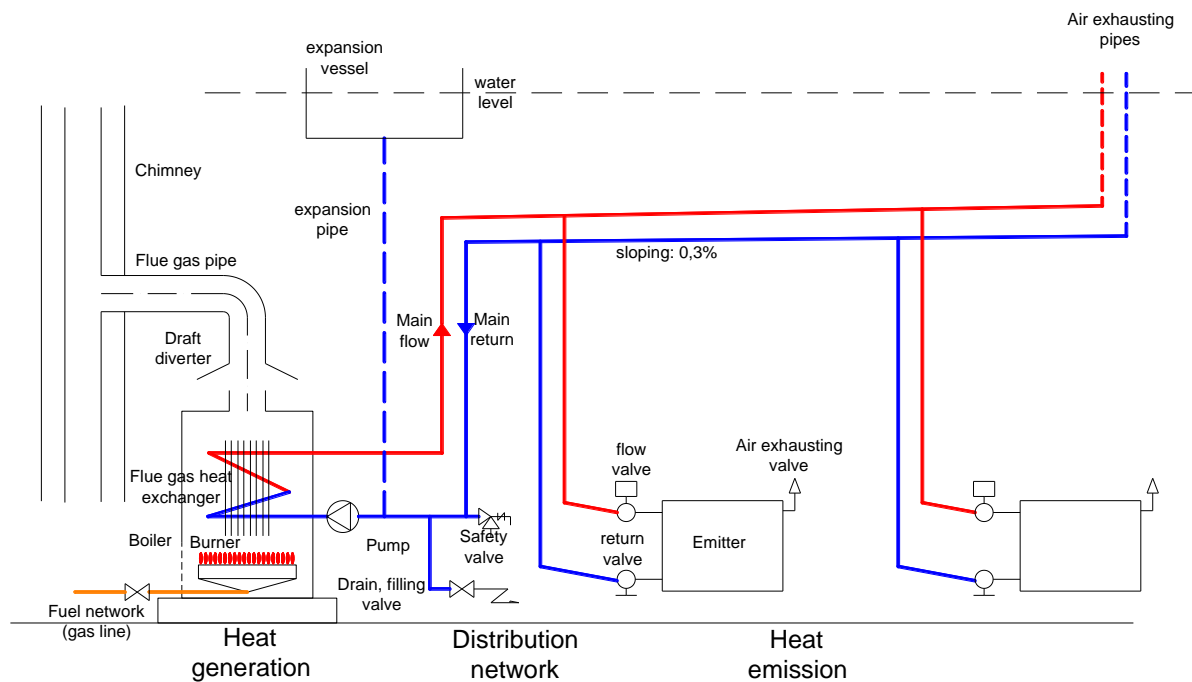 Air exhausting
pipes
expansion
vessel
water
level
Chimney
expansion
pipe
Flue gas pipe
sloping: 0,3%
Main
flow
Main
return
Draft
diverter
flow
valve
Air exhausting
valve
Flue gas heat
exchanger
Boiler
Burner
Pump
Safety
valve
return
valve
Emitter
Drain, filling
valve
Fuel network
(gas line)
Heat
generation
Distribution
network
Heat
emission